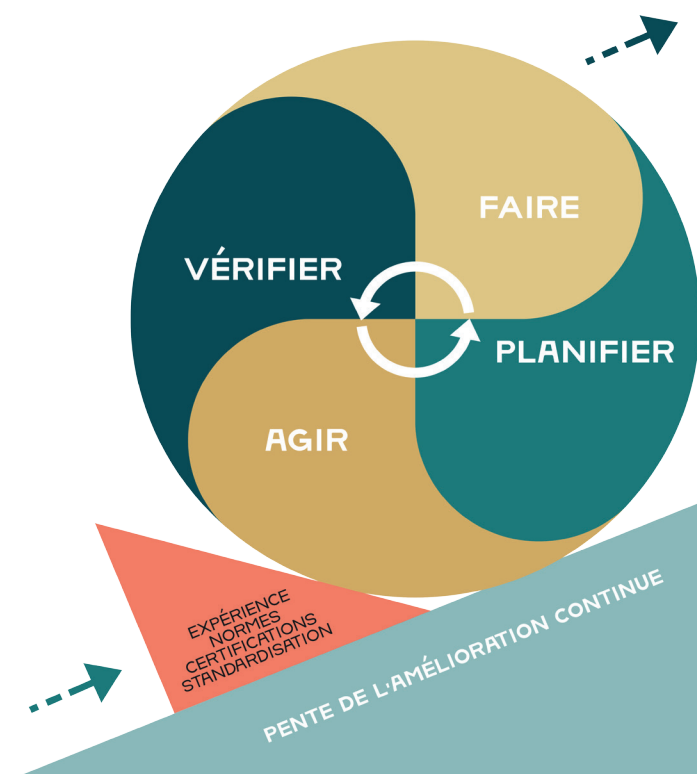 FAIRE
VÉRIFIER
PLANIFIER
AGIR
EXPÉRIENCE
NORMES
CERTIFICATIONS
STANDARDISATION
PENTE DE L'AMÉLIORATION CONTINUE